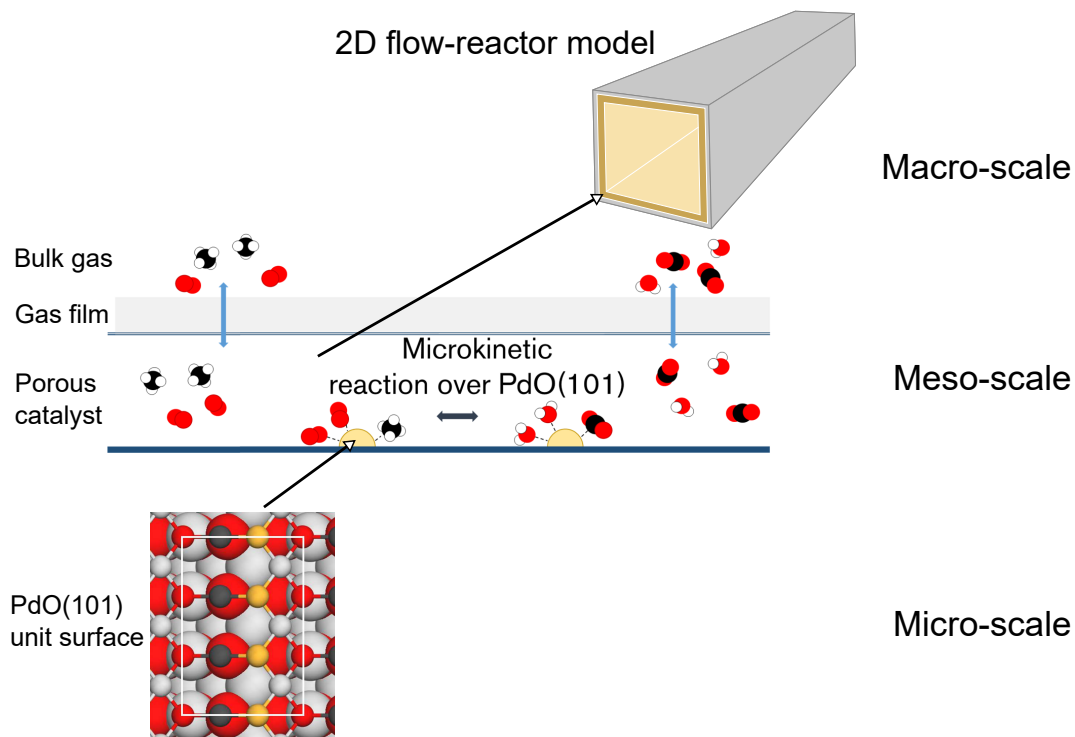 2D flow-reactor model
Macro-scale
Bulk gas
Gas film
Microkinetic
reaction over PdO(101)
Porous
catalyst
Meso-scale
PdO(101)
unit surface
Micro-scale